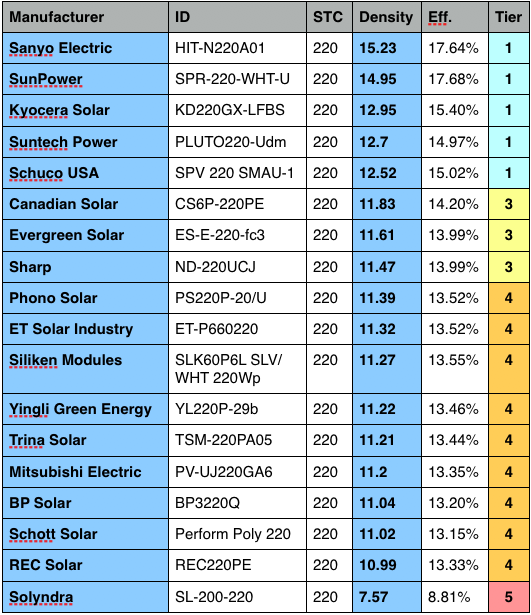 Manufacturer ID STC Density Eff. Tier
Sanyo Electric HIT-N220A01 220 15.23 17.64% 1
SunPower SPR-220-WHT-U 220 14.95 17.68% 1
Kyocera Solar KD220GX-LFBS 220 12.95 15.40% 1
Suntech Power PLUTO220-Udm 220 12.7 14.97% 1
Schuco USA SPV 220 SMAU-1 220 12.52 15.02% 1
Canadian Solar CS6P-220PE 220 11.83 14.20% 3
Evergreen Solar ES-E-220-fc3 220 11.61 13.99% 3
Sharp ND-220UCJ 220 11.47 13.99% 3
Phono Solar PS220P-20/U 220 11.39 13.52% 4
ET Solar Industry ET-P660220 220 11.32 13.52% 4
Siliken Modules SLK60P6L SLV/ 220 11.27 13.55% 4
WHT 220Wp
Yingli Green Energy YL220P-29b 220 11.22 13.46% 4
Trina Solar TSM-220PA05 220 11.21 13.44% 4
Mitsubishi Electric PV-UJ220GA6 220 11.2 13.35% 4
BP Solar BP3220Q 220 11.04 13.20% 4
Schott Solar Perform Poly 220 220 11.02 13.15% 4
REC Solar REC220PE 220 10.99 13.33% 4
Solyndra SL-200-220 220 7.57 8.81% 5